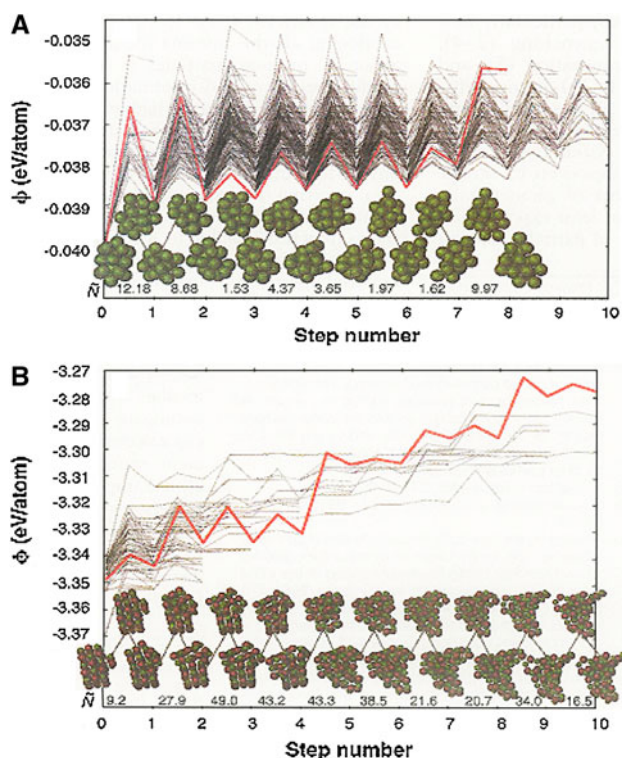 A
ϕ (eV/atom)
-0.035
-0.036
-0.037
-0.038
-0.039
-0.040
Ñ 12.18 8.68 1.53 4.37 3.65 1.97 1.62 9.97
0 1 2 3 4 5 6 7 8 9 10
Step number
B
ϕ (eV/atom)
-3.27
-3.28
-3.29
-3.30
-3.31
-3.32
-3.33
-3.34
-3.35
-3.36
-3.37
Ñ 9.2 27.9 49.0 43.2 43.3 38.5 21.6 20.7 34.0 16.5
0 1 2 3 4 5 6 7 8 9 10
Step number